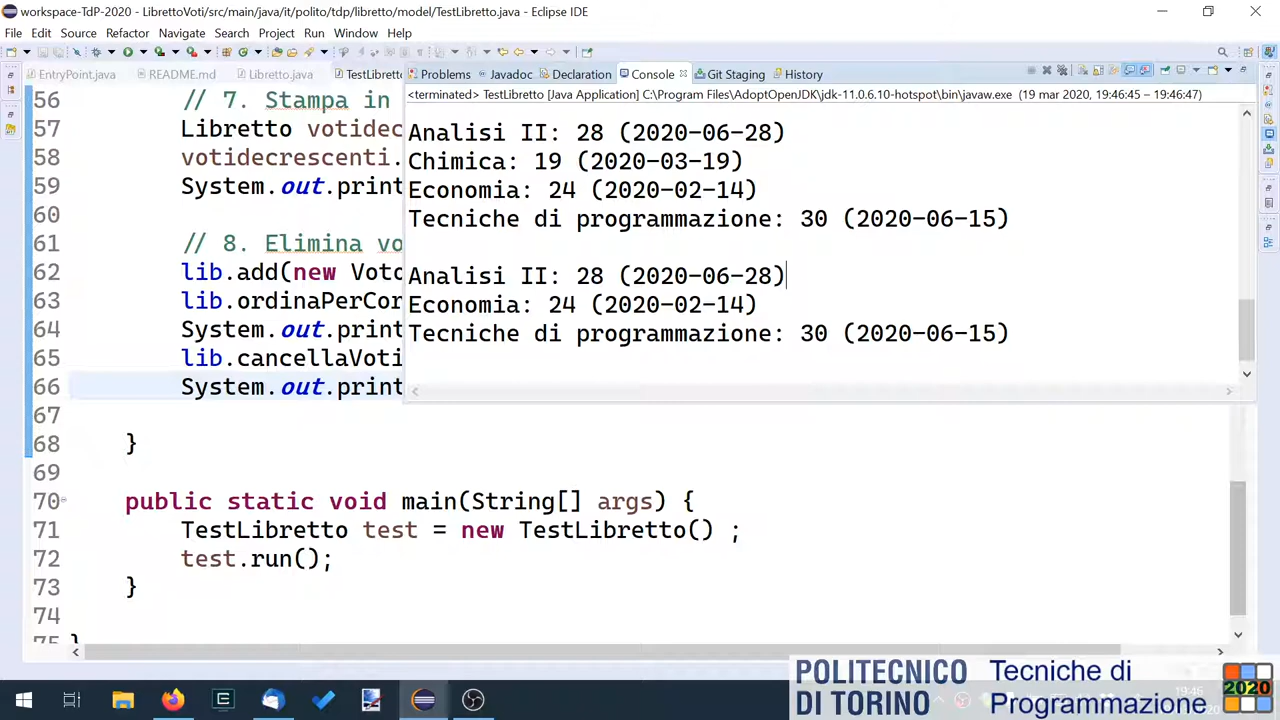 workspace-TdP-2020 - LibrettoVoti/src/main/java/it/polito/tdp/libretto/model/TestLibretto.java - Eclipse IDE
File Edit Source Refactor Navigate Search Project Run Window Help
EntryPoint.java README.md Libretto.java TestLibretto Problems Javadoc Declaration Console Git Staging History
<terminated> TestLibretto [Java Application] C:\Program Files\AdoptOpenJDK\jdk-11.0.6.10-hotspot\bin\javaw.exe (19 mar 2020, 19:46:45 – 19:46:47)
56 // 7. Stampa in
57 Libretto votidec
58 votidecrescenti.
59 System.out.print
60
61 // 8. Elimina vo
62 lib.add(new Voto
63 lib.ordinaPerCor
64 System.out.print
65 lib.cancellaVoti
66 System.out.print
67
68 }
69
70 public static void main(String[] args) {
71 TestLibretto test = new TestLibretto() ;
72 test.run();
73 }
74
75 }
Analisi II: 28 (2020-06-28)
Chimica: 19 (2020-03-19)
Economia: 24 (2020-02-14)
Tecniche di programmazione: 30 (2020-06-15)
Analisi II: 28 (2020-06-28)
Economia: 24 (2020-02-14)
Tecniche di programmazione: 30 (2020-06-15)
POLITECNICO
DI TORINO
Tecniche di
Programmazione
2020
19:46